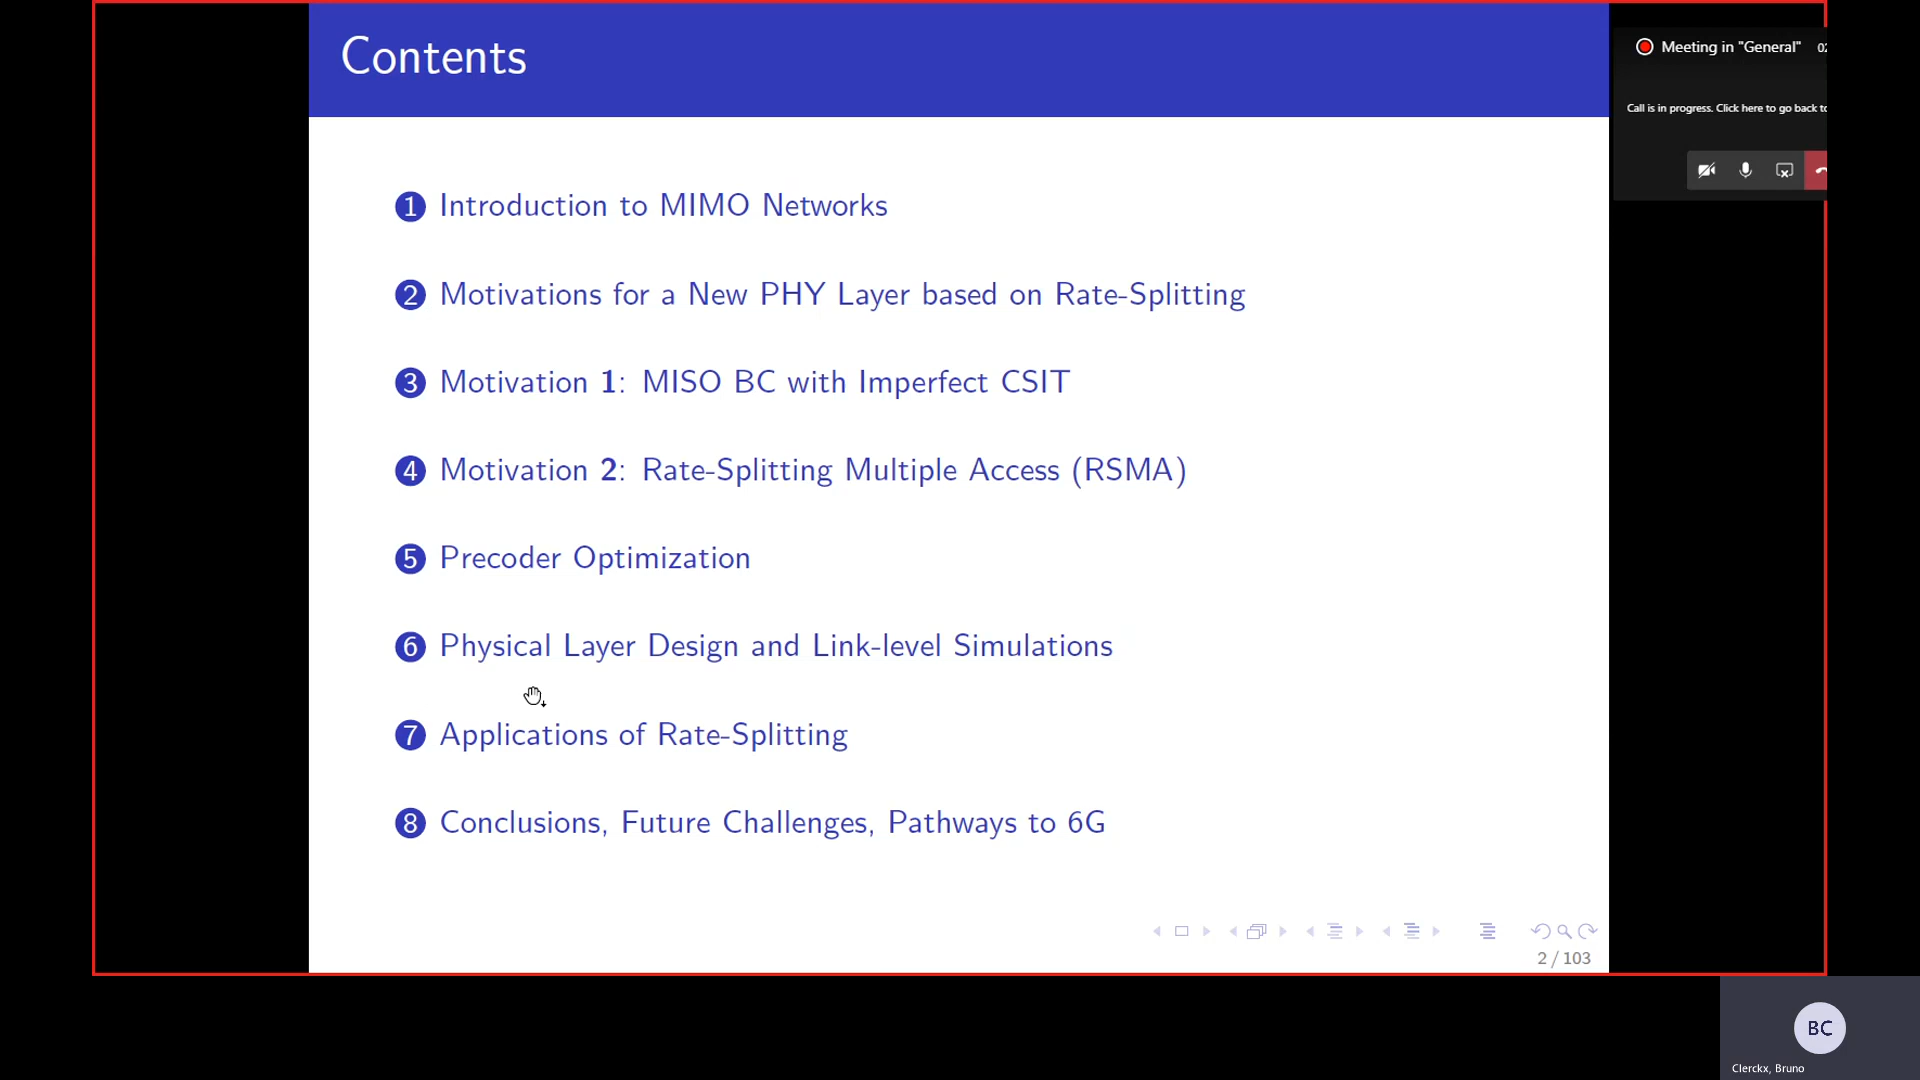 Contents
1 Introduction to MIMO Networks
2 Motivations for a New PHY Layer based on Rate-Splitting
3 Motivation 1: MISO BC with Imperfect CSIT
4 Motivation 2: Rate-Splitting Multiple Access (RSMA)
5 Precoder Optimization
6 Physical Layer Design and Link-level Simulations
7 Applications of Rate-Splitting
8 Conclusions, Future Challenges, Pathways to 6G
2 / 103
Meeting in "General"
Call is in progress. Click here to go back to
BC
Clerckx, Bruno